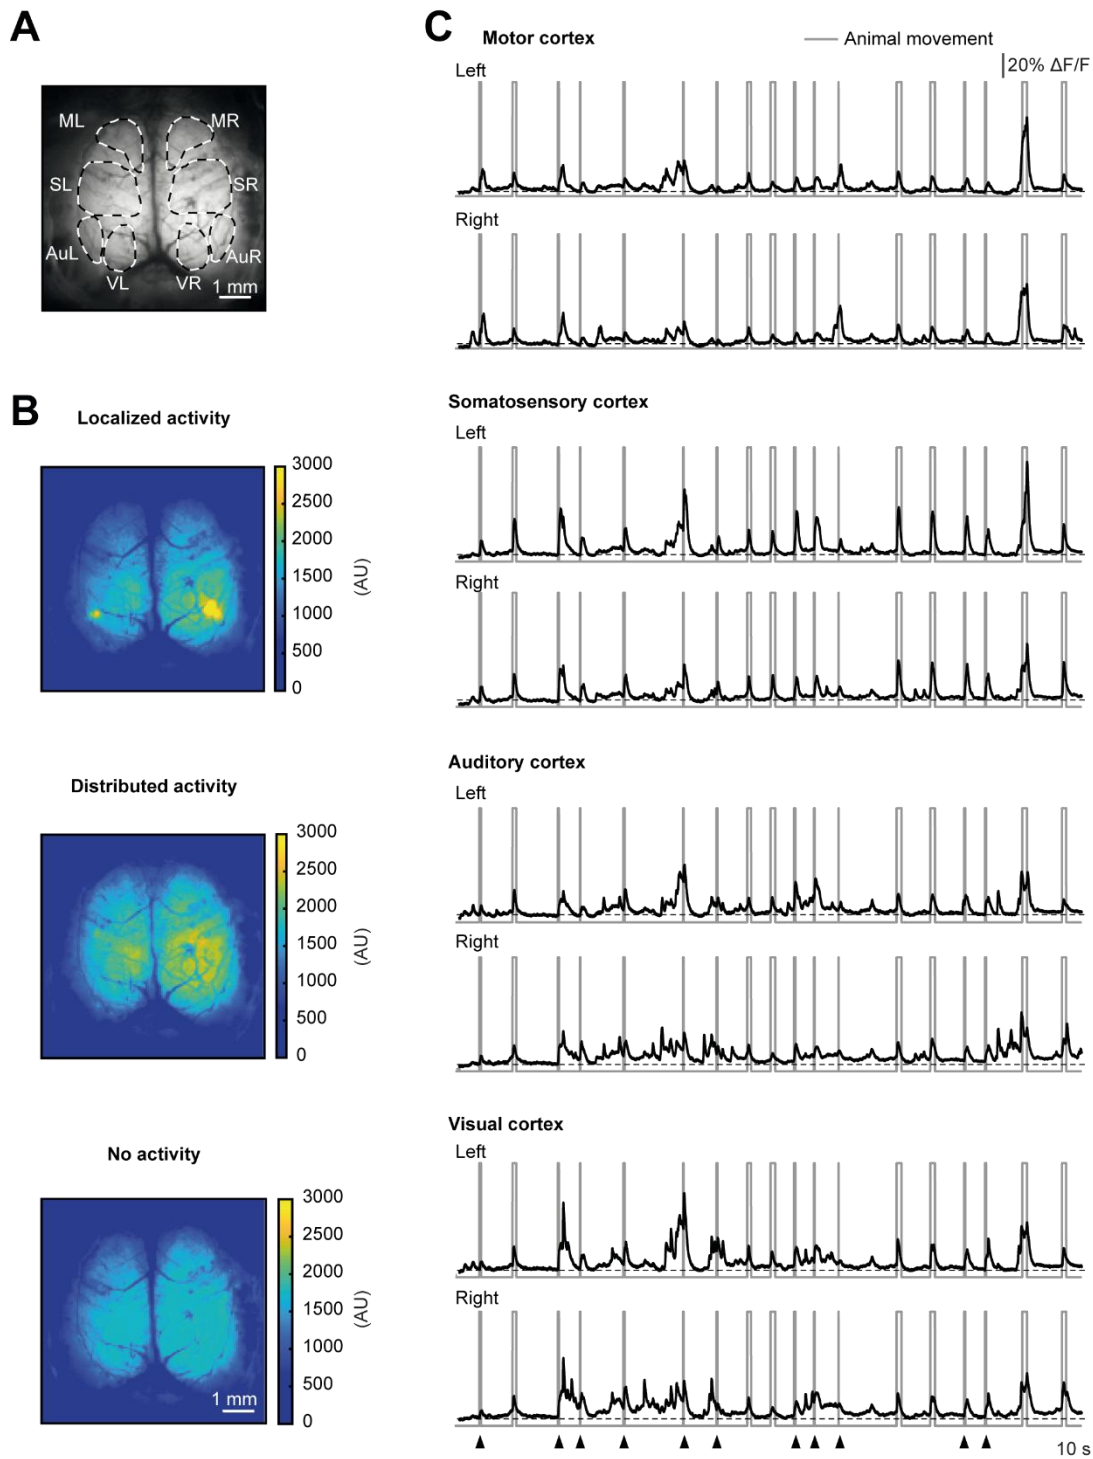 A
ML
MR
SL
SR
AuL
AuR
VL
VR
1 mm
B
Localized activity
3000
2500
2000
1500
1000
500
0
(AU)
Distributed activity
3000
2500
2000
1500
1000
500
0
(AU)
No activity
3000
2500
2000
1500
1000
500
0
(AU)
1 mm
C
Motor cortex
Animal movement
20% ΔF/F
Left
Right
Somatosensory cortex
Left
Right
Auditory cortex
Left
Right
Visual cortex
Left
Right
10 s